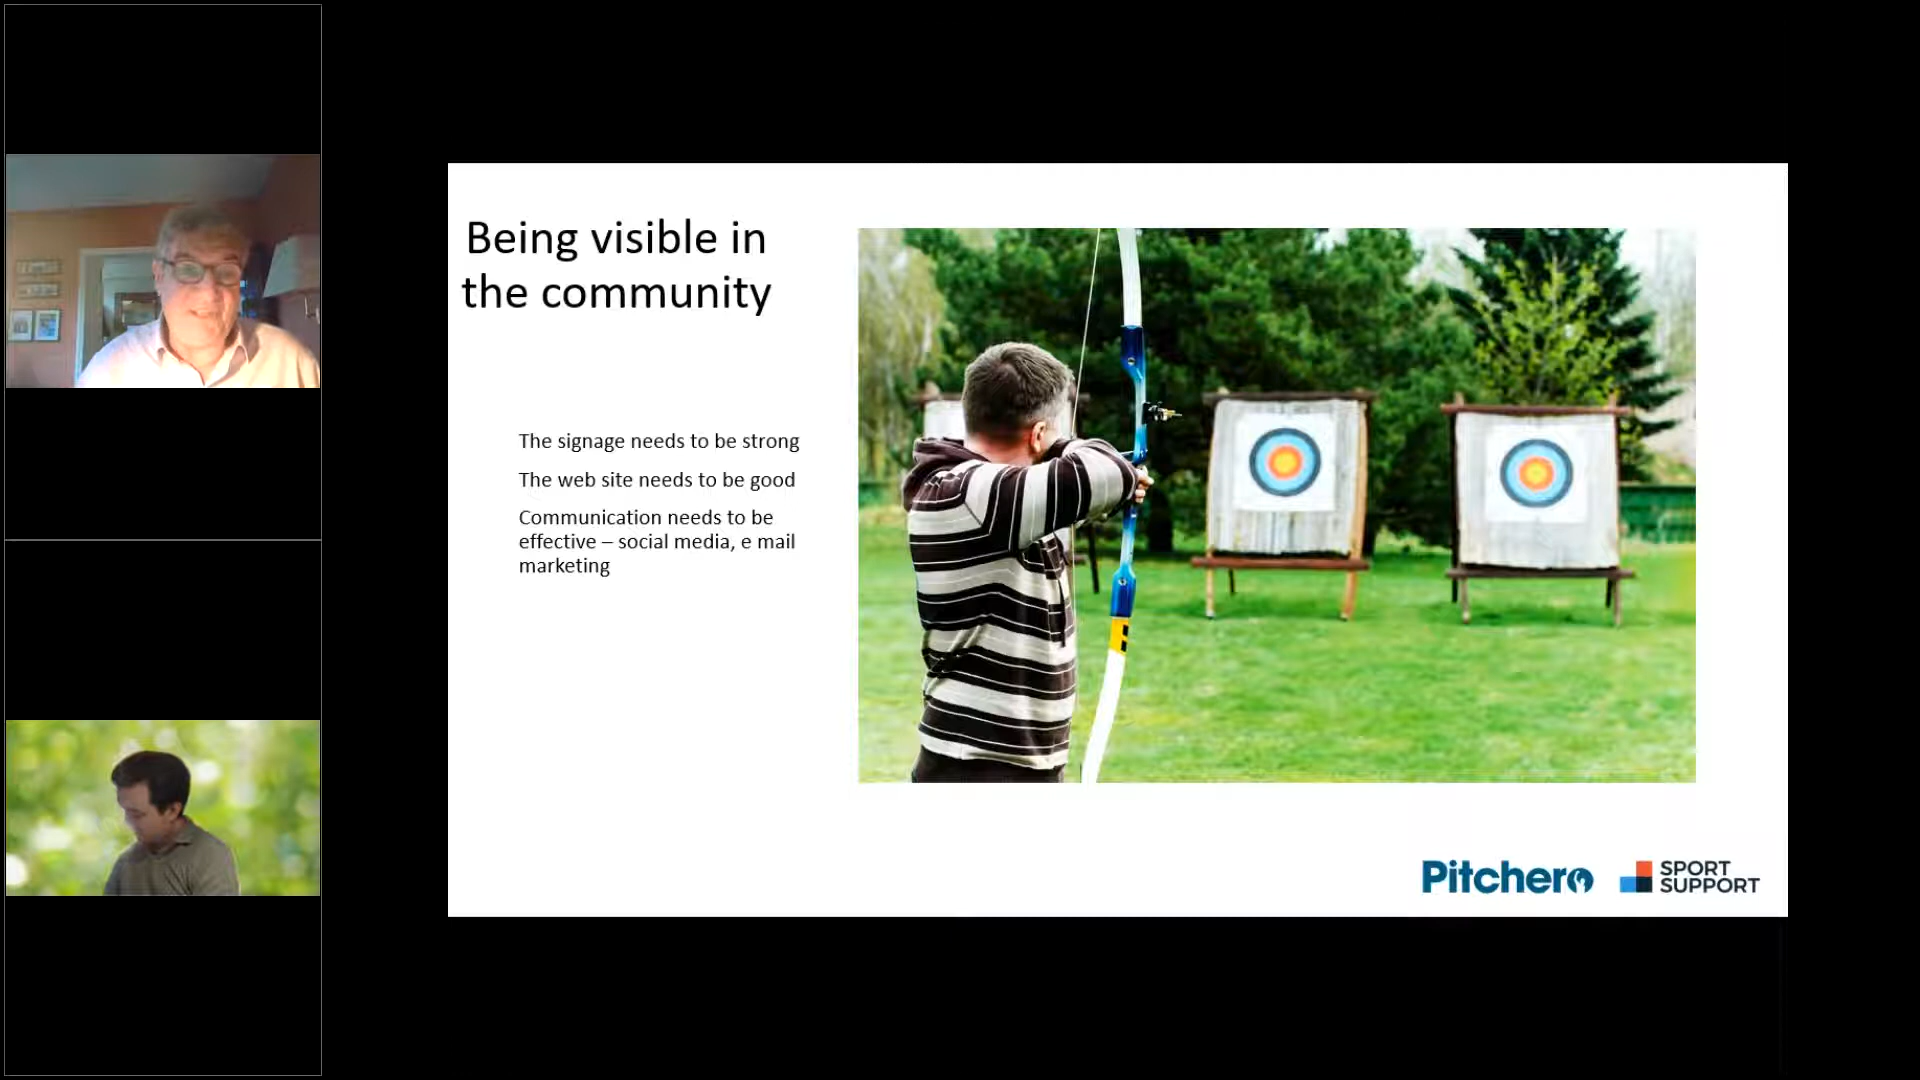 Being visible in
the community
The signage needs to be strong
The web site needs to be good
Communication needs to be
effective – social media, e mail
marketing
Pitchero
SPORT
SUPPORT